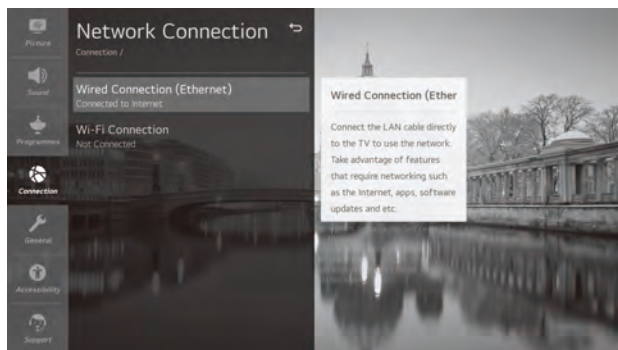 Picture
Sound
Programmes
Connection
General
Accessibility
Support
Network Connection
Connection /
Wired Connection (Ethernet)
Connected to Internet
Wi-Fi Connection
Not Connected
Wired Connection (Ether
Connect the LAN cable directly
to the TV to use the network.
Take advantage of features
that require networking such
as the Internet, apps, software
updates and etc.